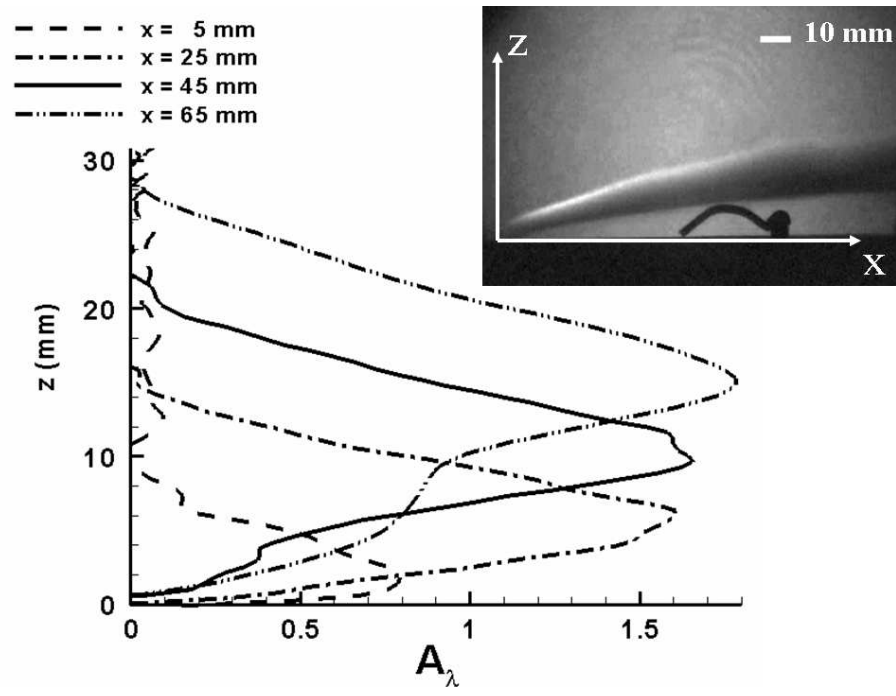 x = 5 mm
x = 25 mm
x = 45 mm
x = 65 mm
Z
10 mm
X
30
20
10
0
z (mm)
0 0.5 1 1.5
Aλ